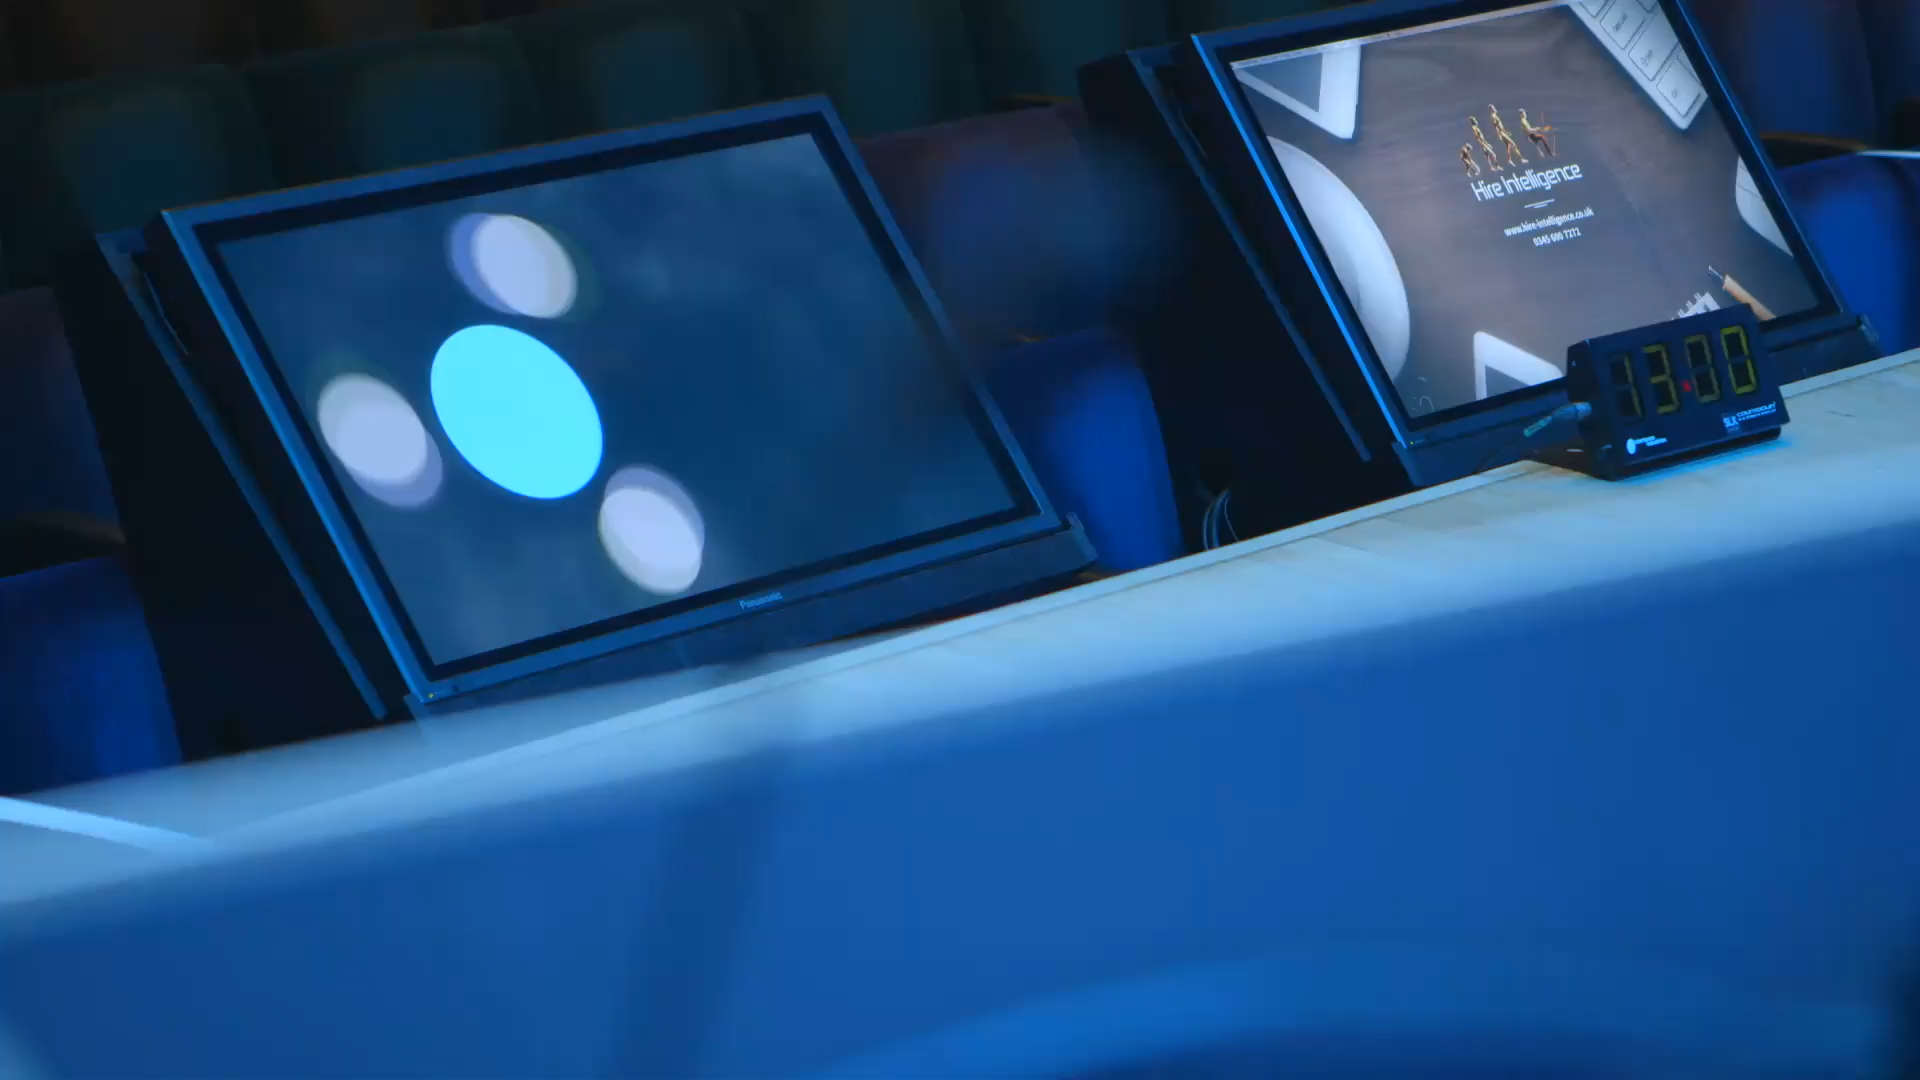 Hire Intelligence
www.hire-intelligence.co.uk
0345 600 7272
13:00
Panasonic